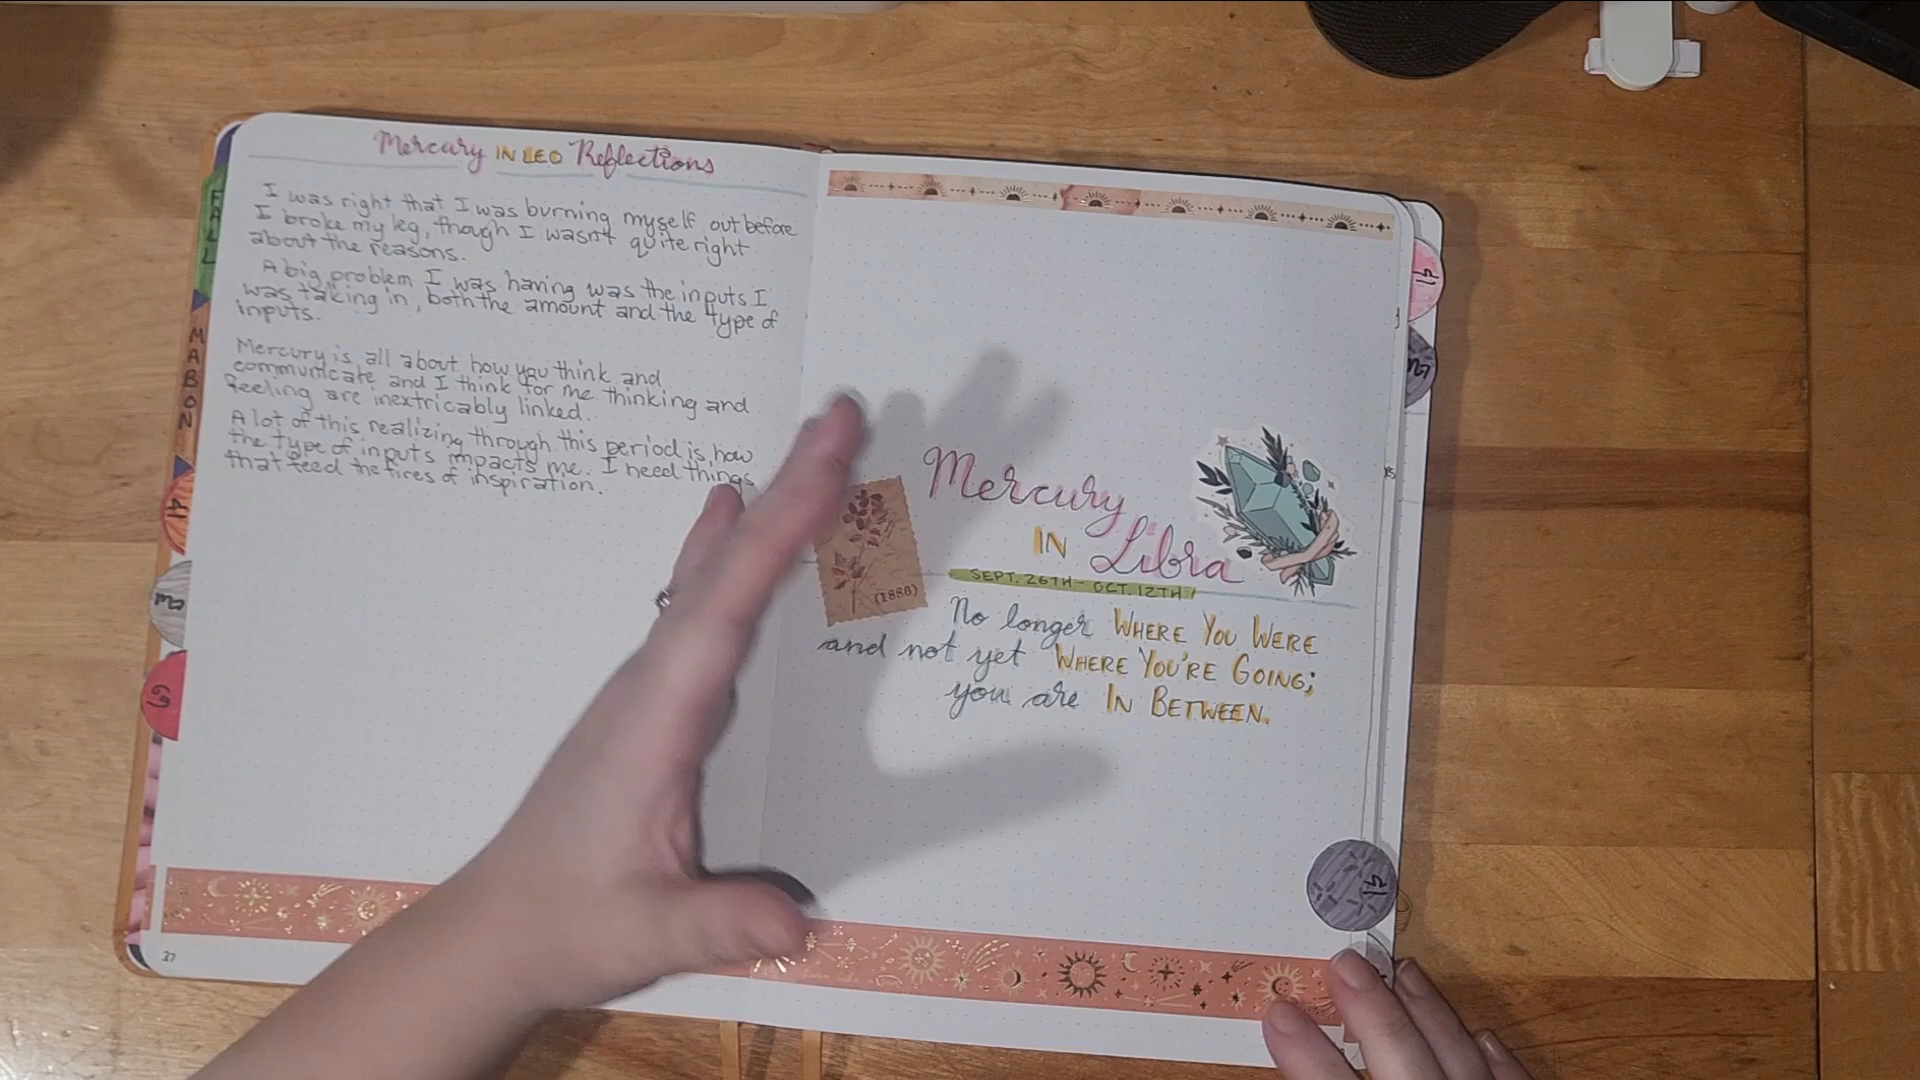 Mercury IN LEO Reflections
I was right that I was burning myself out before
I broke my leg, though I wasn't quite right
about the reasons.
A big problem I was having was the inputs I
was taking in, both the amount and the type of
inputs.
Mercury is all about how you think and
communicate and I think for me thinking and
feeling are inextricably linked.
A lot of this realizing through this period is how
the type of inputs impacts me. I need things
that feed the fires of inspiration.
37
FALL
MABON
Mercury
IN Libra
SEPT. 26TH - OCT. 12TH
(1886)
No longer WHERE YOU WERE
and not yet WHERE YOU'RE GOING;
you are IN BETWEEN.